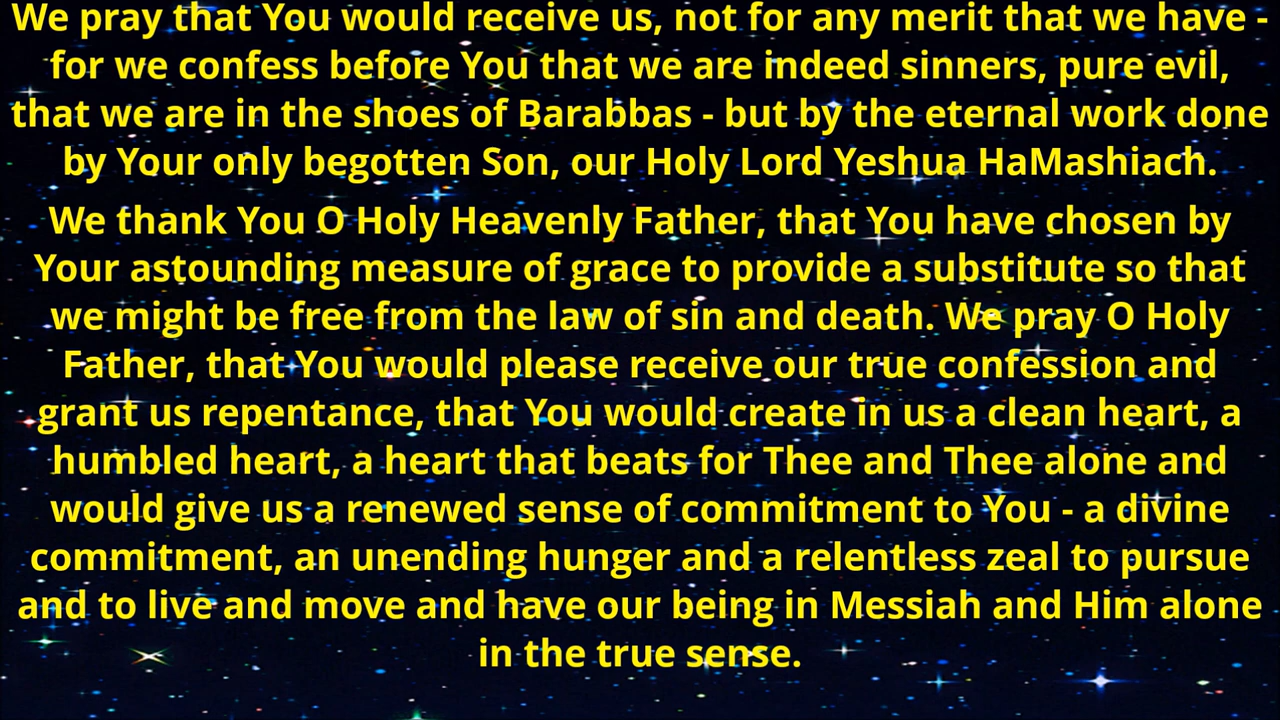 We pray that You would receive us, not for any merit that we have -
for we confess before You that we are indeed sinners, pure evil,
that we are in the shoes of Barabbas - but by the eternal work done
by Your only begotten Son, our Holy Lord Yeshua HaMashiach.
We thank You O Holy Heavenly Father, that You have chosen by
Your astounding measure of grace to provide a substitute so that
we might be free from the law of sin and death. We pray O Holy
Father, that You would please receive our true confession and
grant us repentance, that You would create in us a clean heart, a
humbled heart, a heart that beats for Thee and Thee alone and
would give us a renewed sense of commitment to You - a divine
commitment, an unending hunger and a relentless zeal to pursue
and to live and move and have our being in Messiah and Him alone
in the true sense.